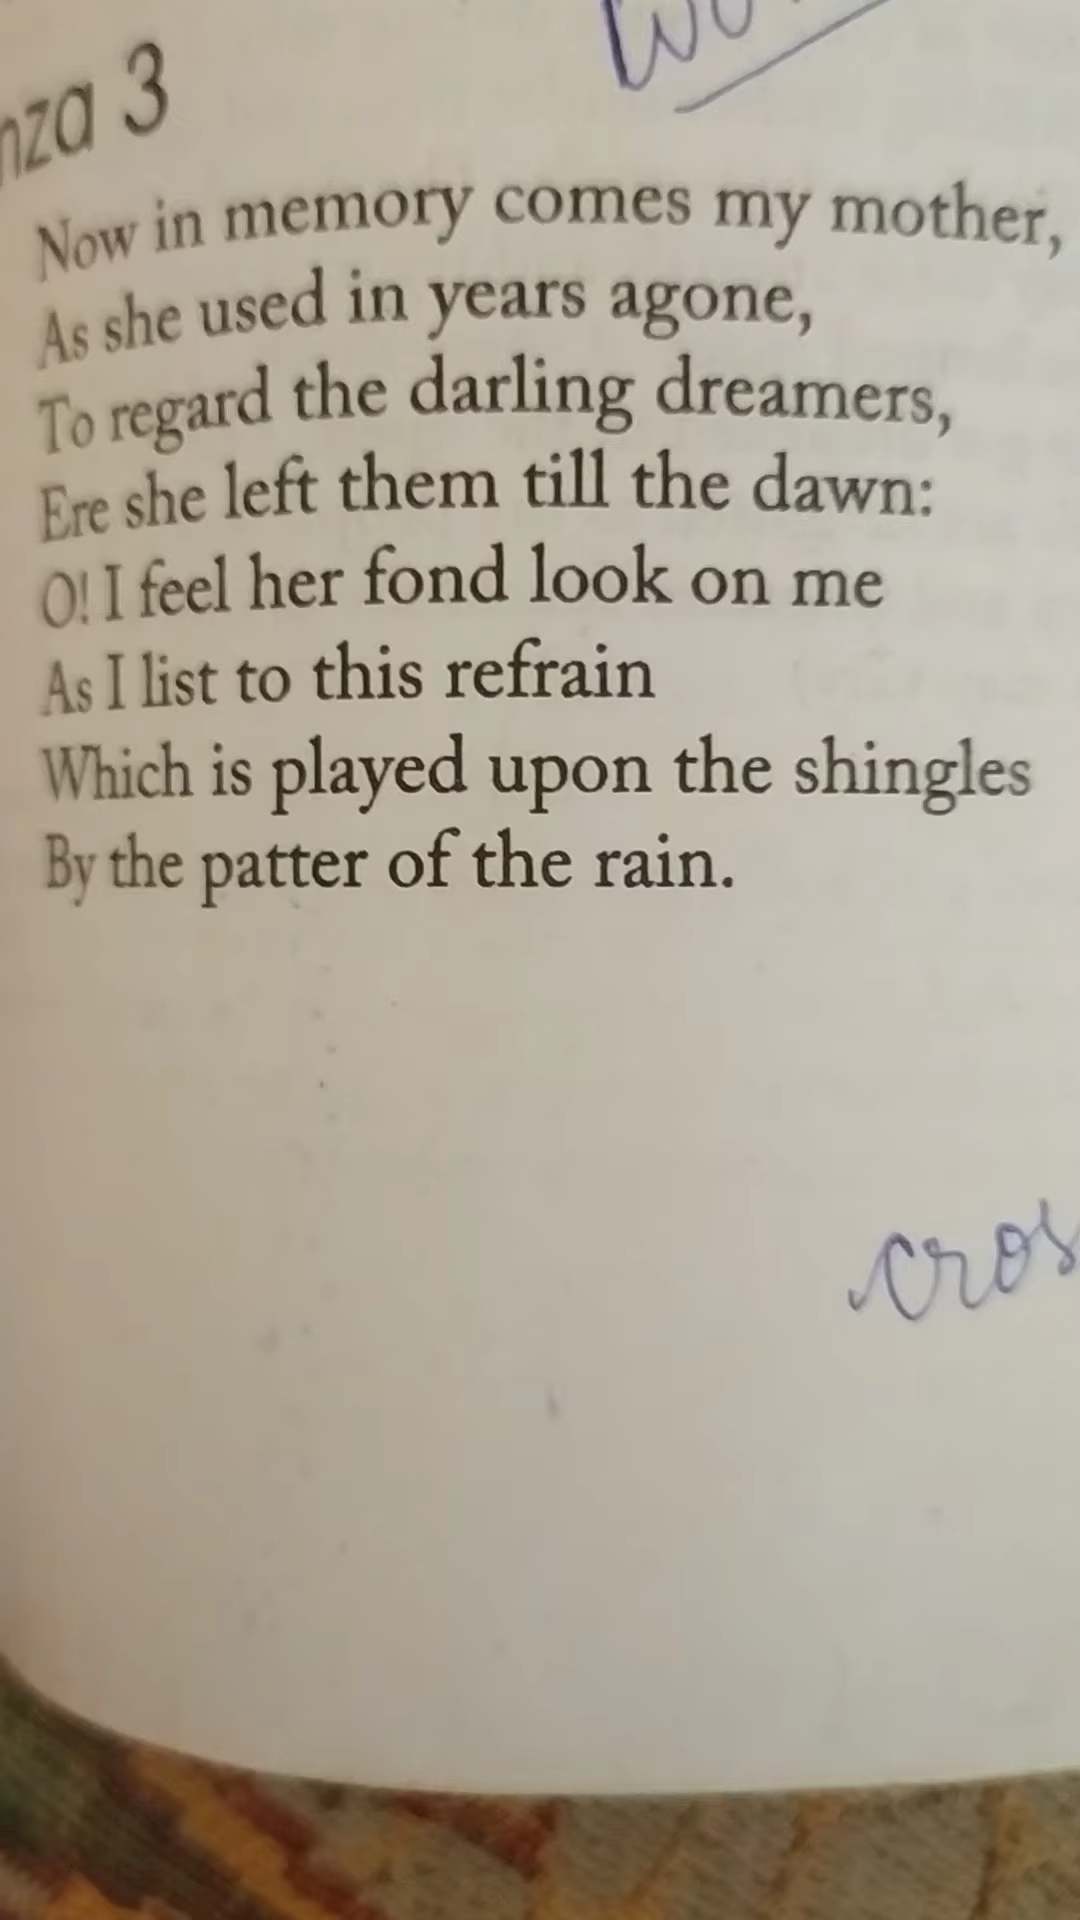 nza 3
Now in memory comes my mother,
As she used in years agone,
To regard the darling dreamers,
Ere she left them till the dawn:
O! I feel her fond look on me
As I list to this refrain
Which is played upon the shingles
By the patter of the rain.
cros